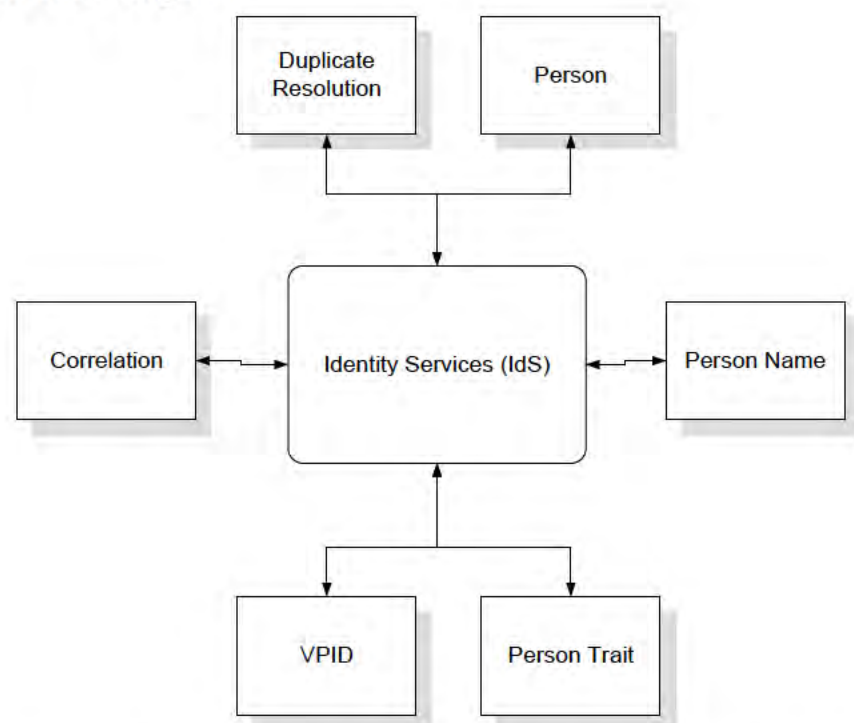 Duplicate
Resolution
Person
Correlation
Identity Services (IdS)
Person Name
VPID
Person Trait